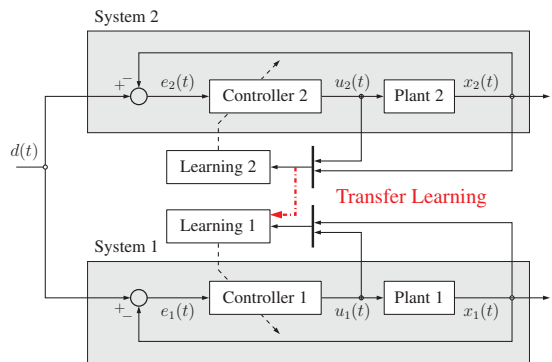 System 2
+ − e₂(t) Controller 2 u₂(t) Plant 2 x₂(t)
d(t)
Learning 2
Transfer Learning
Learning 1
System 1
+ − e₁(t) Controller 1 u₁(t) Plant 1 x₁(t)